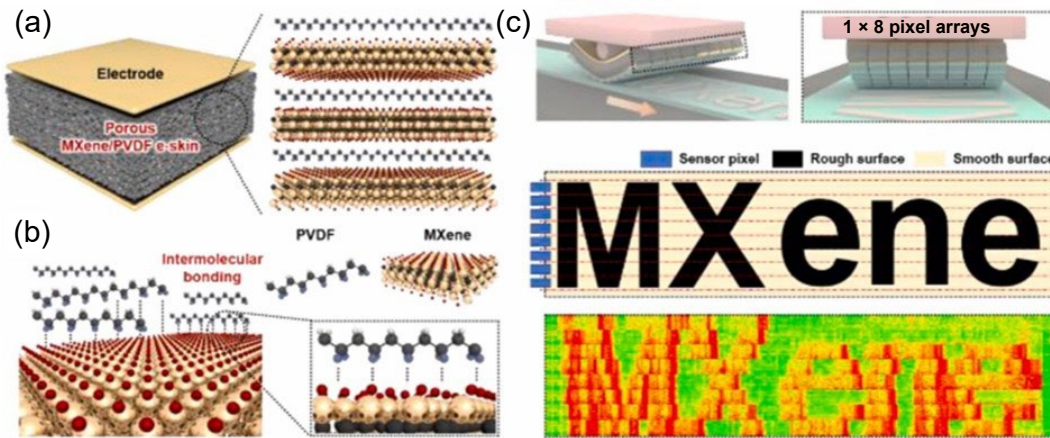 (a)
Electrode
Porous
MXene/PVDF e-skin
(b)
Intermolecular
bonding
PVDF
MXene
(c)
1 × 8 pixel arrays
Sensor pixel
Rough surface
Smooth surface
MXene
MXene